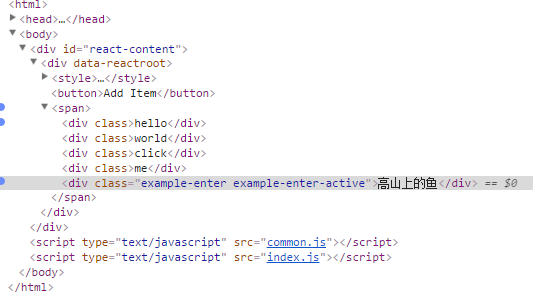 <html>
<head>…</head>
<body>
<div id="react-content">
<div data-reactroot>
<style>…</style>
<button>Add Item</button>
<span>
<div class>hello</div>
<div class>world</div>
<div class>click</div>
<div class>me</div>
<div class="example-enter example-enter-active">高山上的鱼</div> == $0
</span>
</div>
</div>
<script type="text/javascript" src="common.js"></script>
<script type="text/javascript" src="index.js"></script>
</body>
</html>